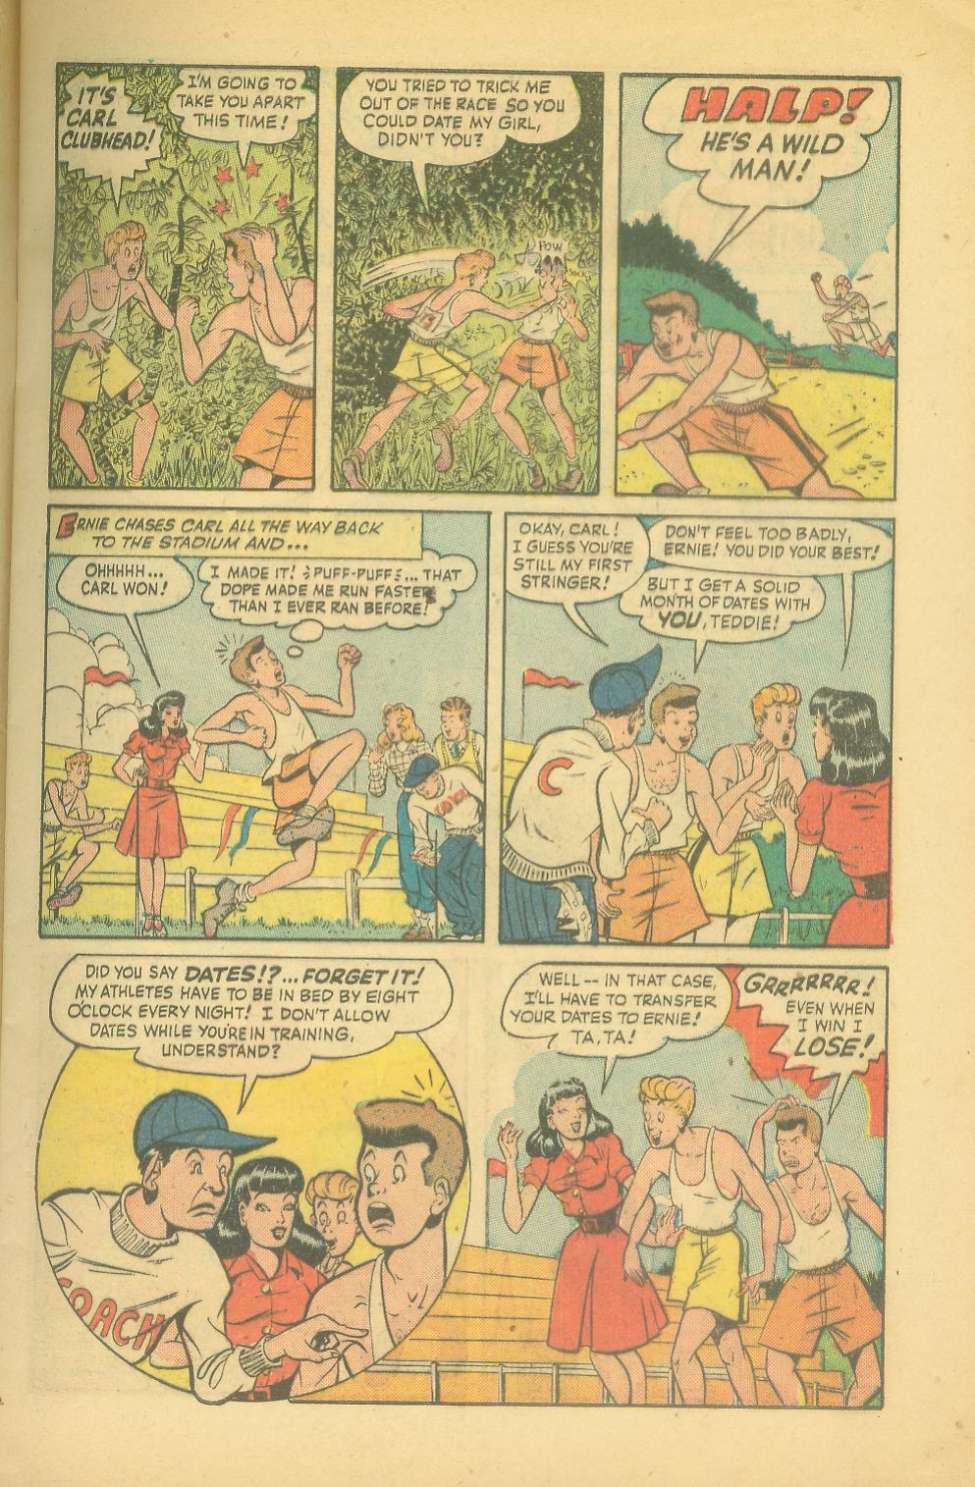 IT'S
CARL
CLUBHEAD!
I'M GOING TO
TAKE YOU APART
THIS TIME!
YOU TRIED TO TRICK ME
OUT OF THE RACE SO YOU
COULD DATE MY GIRL,
DIDN'T YOU?
POW
HALP!
HE'S A WILD
MAN!
ERNIE CHASES CARL ALL THE WAY BACK
TO THE STADIUM AND...
OHHHHH...
CARL WON!
I MADE IT! PUFF-PUFF... THAT
DOPE MADE ME RUN FASTER
THAN I EVER RAN BEFORE!
OKAY, CARL!
I GUESS YOU'RE
STILL MY FIRST
STRINGER!
DON'T FEEL TOO BADLY,
ERNIE! YOU DID YOUR BEST!
BUT I GET A SOLID
MONTH OF DATES WITH
YOU, TEDDIE!
C
DID YOU SAY DATES!?...FORGET IT!
MY ATHLETES HAVE TO BE IN BED BY EIGHT
O'CLOCK EVERY NIGHT! I DON'T ALLOW
DATES WHILE YOU'RE IN TRAINING,
UNDERSTAND?
COACH
WELL -- IN THAT CASE,
I'LL HAVE TO TRANSFER
YOUR DATES TO ERNIE!
TA, TA!
GRRRRRRR!
EVEN WHEN
I WIN I
LOSE!